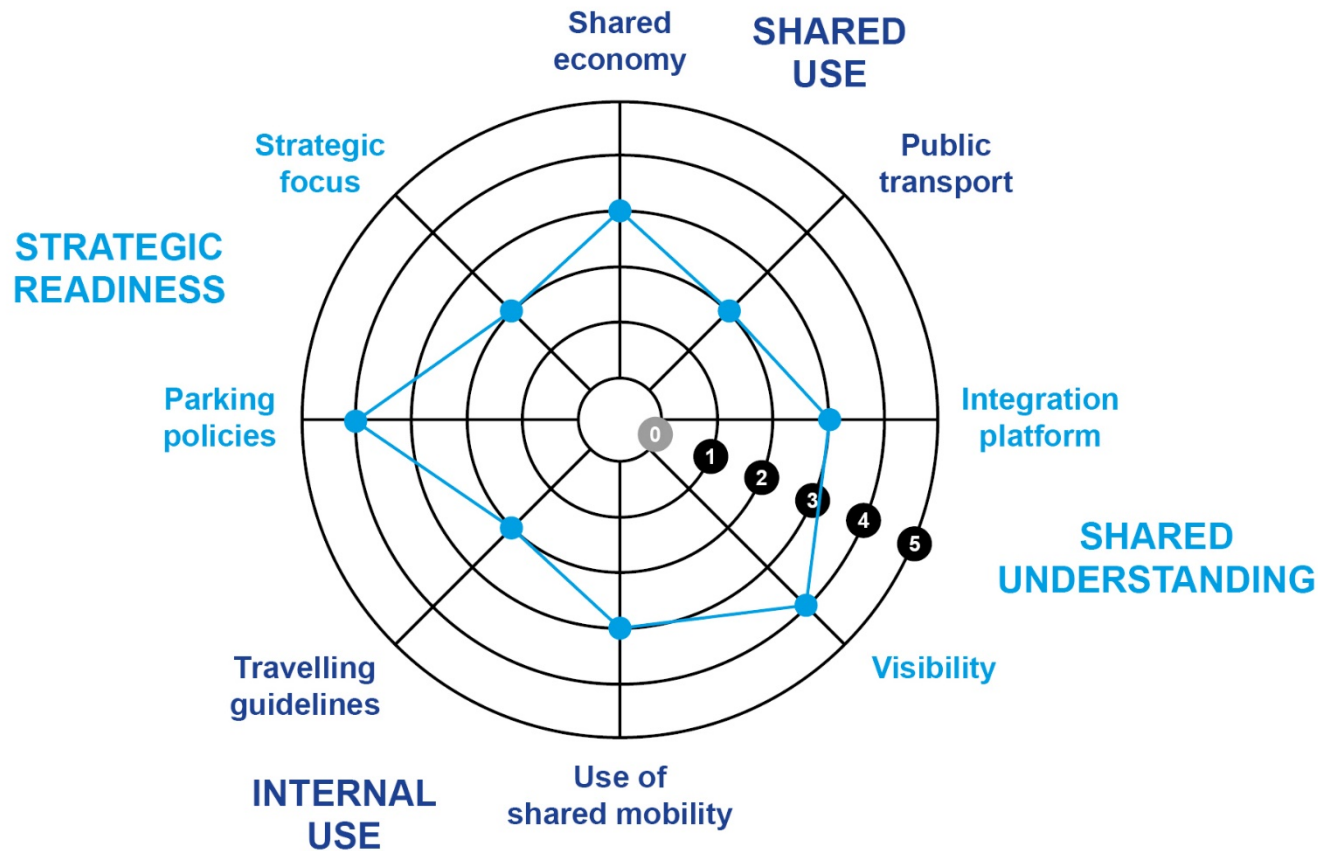 Shared
economy
SHARED
USE
Strategic
focus
Public
transport
STRATEGIC
READINESS
Parking
policies
Integration
platform
0
1
2
3
4
5
SHARED
UNDERSTANDING
Travelling
guidelines
Visibility
INTERNAL
USE
Use of
shared mobility